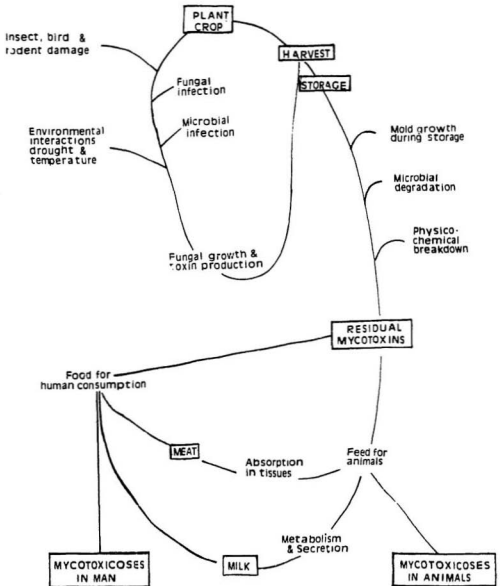 PLANT
CROP
Insect, bird &
rodent damage
HARVEST
STORAGE
Fungal
infection
Microbial
infection
Environmental
interactions
drought &
temperature
Mold growth
during storage
Microbial
degradation
Physico-
chemical
breakdown
Fungal growth &
toxin production
RESIDUAL
MYCOTOXINS
Food for
human consumption
MEAT
Absorption
in tissues
Feed for
animals
Metabolism
& Secretion
MILK
MYCOTOXICOSES
IN MAN
MYCOTOXICOSES
IN ANIMALS